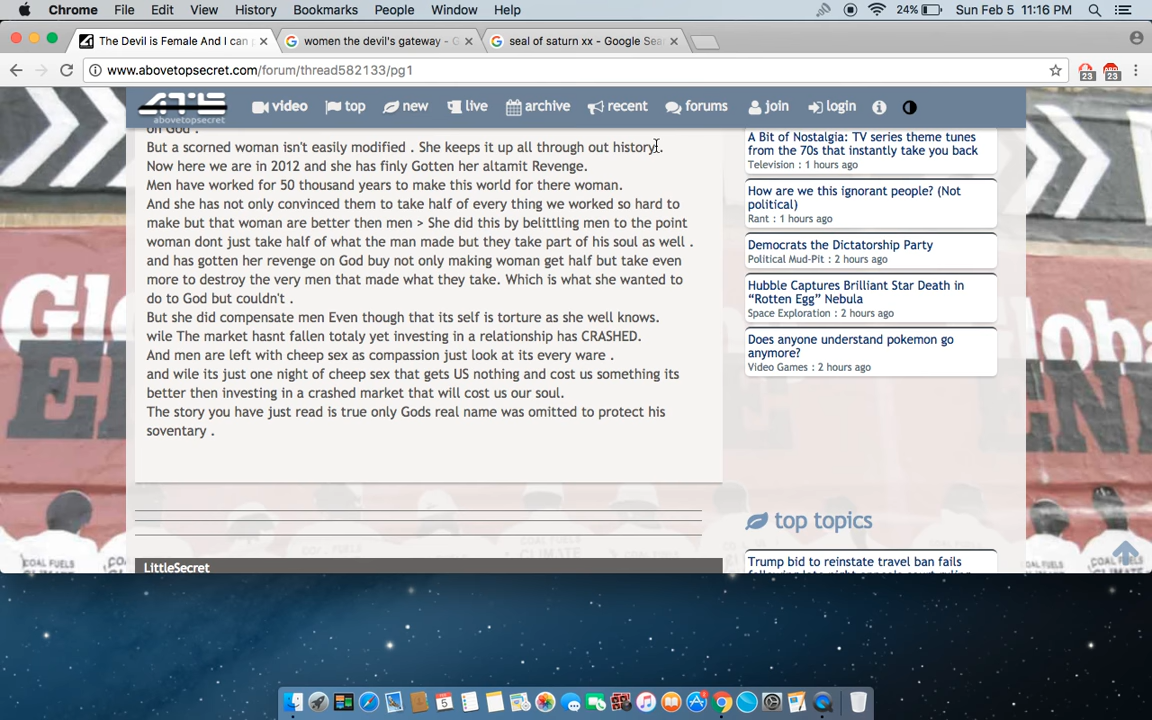 Chrome File Edit View History Bookmarks People Window Help 24% Sun Feb 5 11:16 PM
The Devil is Female And I can women the devil's gateway - G seal of saturn xx - Google Sea
www.abovetopsecret.com/forum/thread582133/pg1 23 23
ATS abovetopsecret video top new live archive recent forums join login
on God .
But a scorned woman isn't easily modified . She keeps it up all through out history .
Now here we are in 2012 and she has finly Gotten her altamit Revenge.
Men have worked for 50 thousand years to make this world for there woman.
And she has not only convinced them to take half of every thing we worked so hard to
make but that woman are better then men > She did this by belittling men to the point
woman dont just take half of what the man made but they take part of his soul as well .
and has gotten her revenge on God buy not only making woman get half but take even
more to destroy the very men that made what they take. Which is what she wanted to
do to God but couldn't .
But she did compensate men Even though that its self is torture as she well knows.
wile The market hasnt fallen totaly yet investing in a relationship has CRASHED.
And men are left with cheep sex as compassion just look at its every ware .
and wile its just one night of cheep sex that gets US nothing and cost us something its
better then investing in a crashed market that will cost us our soul.
The story you have just read is true only Gods real name was omitted to protect his
soventary .
LittleSecret
A Bit of Nostalgia: TV series theme tunes
from the 70s that instantly take you back
Television : 1 hours ago
How are we this ignorant people? (Not
political)
Rant : 1 hours ago
Democrats the Dictatorship Party
Political Mud-Pit : 2 hours ago
Hubble Captures Brilliant Star Death in
“Rotten Egg” Nebula
Space Exploration : 2 hours ago
Does anyone understand pokemon go
anymore?
Video Games : 2 hours ago
top topics
Trump bid to reinstate travel ban fails
COAL FUELS
CLIMATE
COAL FUELS
CLIMATE